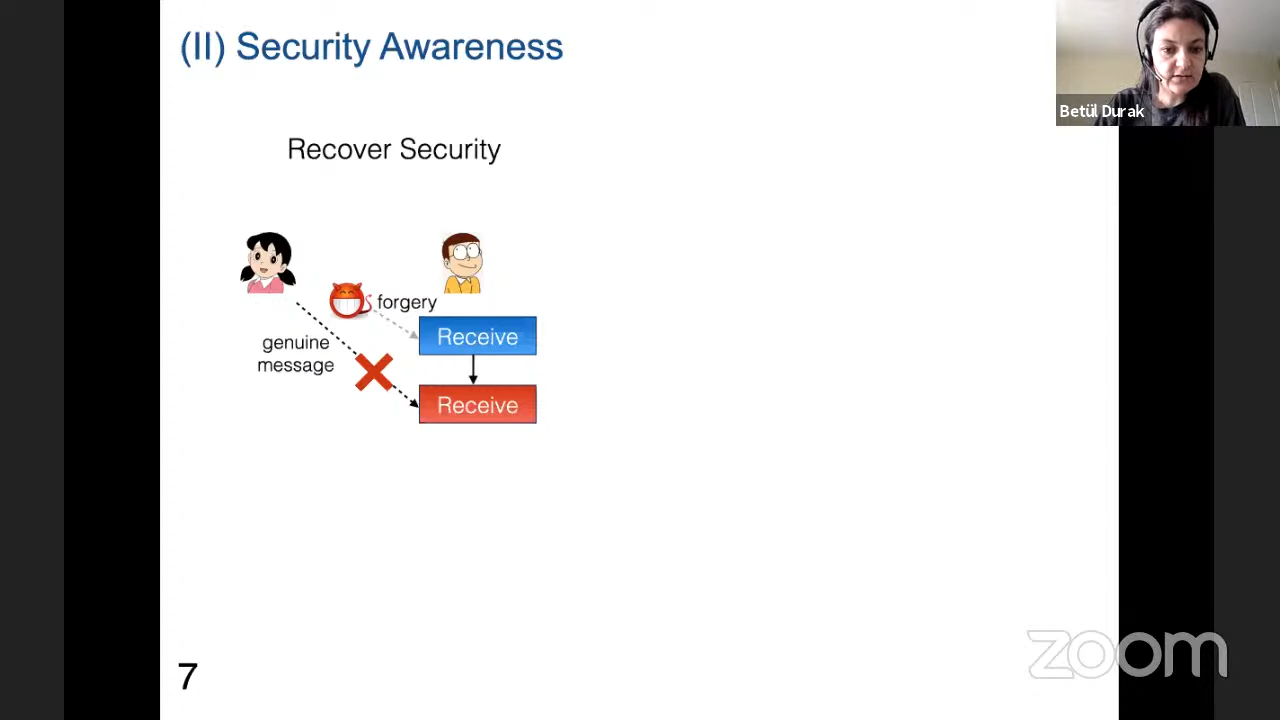 (II) Security Awareness
Betül Durak
Recover Security
forgery
Receive
genuine
message
Receive
7
zoom